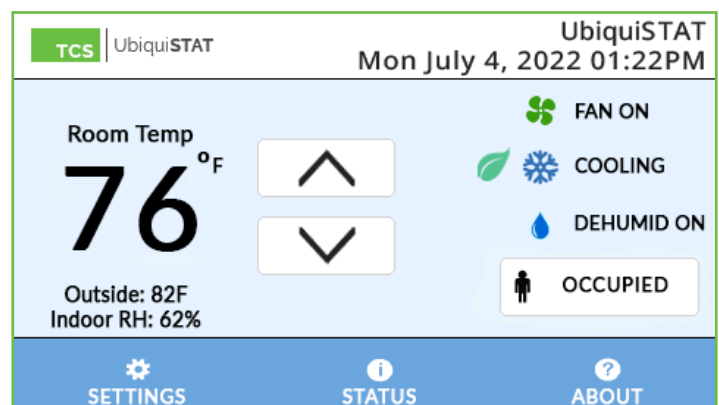 TCS UbiquiSTAT
UbiquiSTAT
Mon July 4, 2022 01:22PM
Room Temp
76°F
Outside: 82F
Indoor RH: 62%
FAN ON
COOLING
DEHUMID ON
OCCUPIED
SETTINGS
STATUS
ABOUT